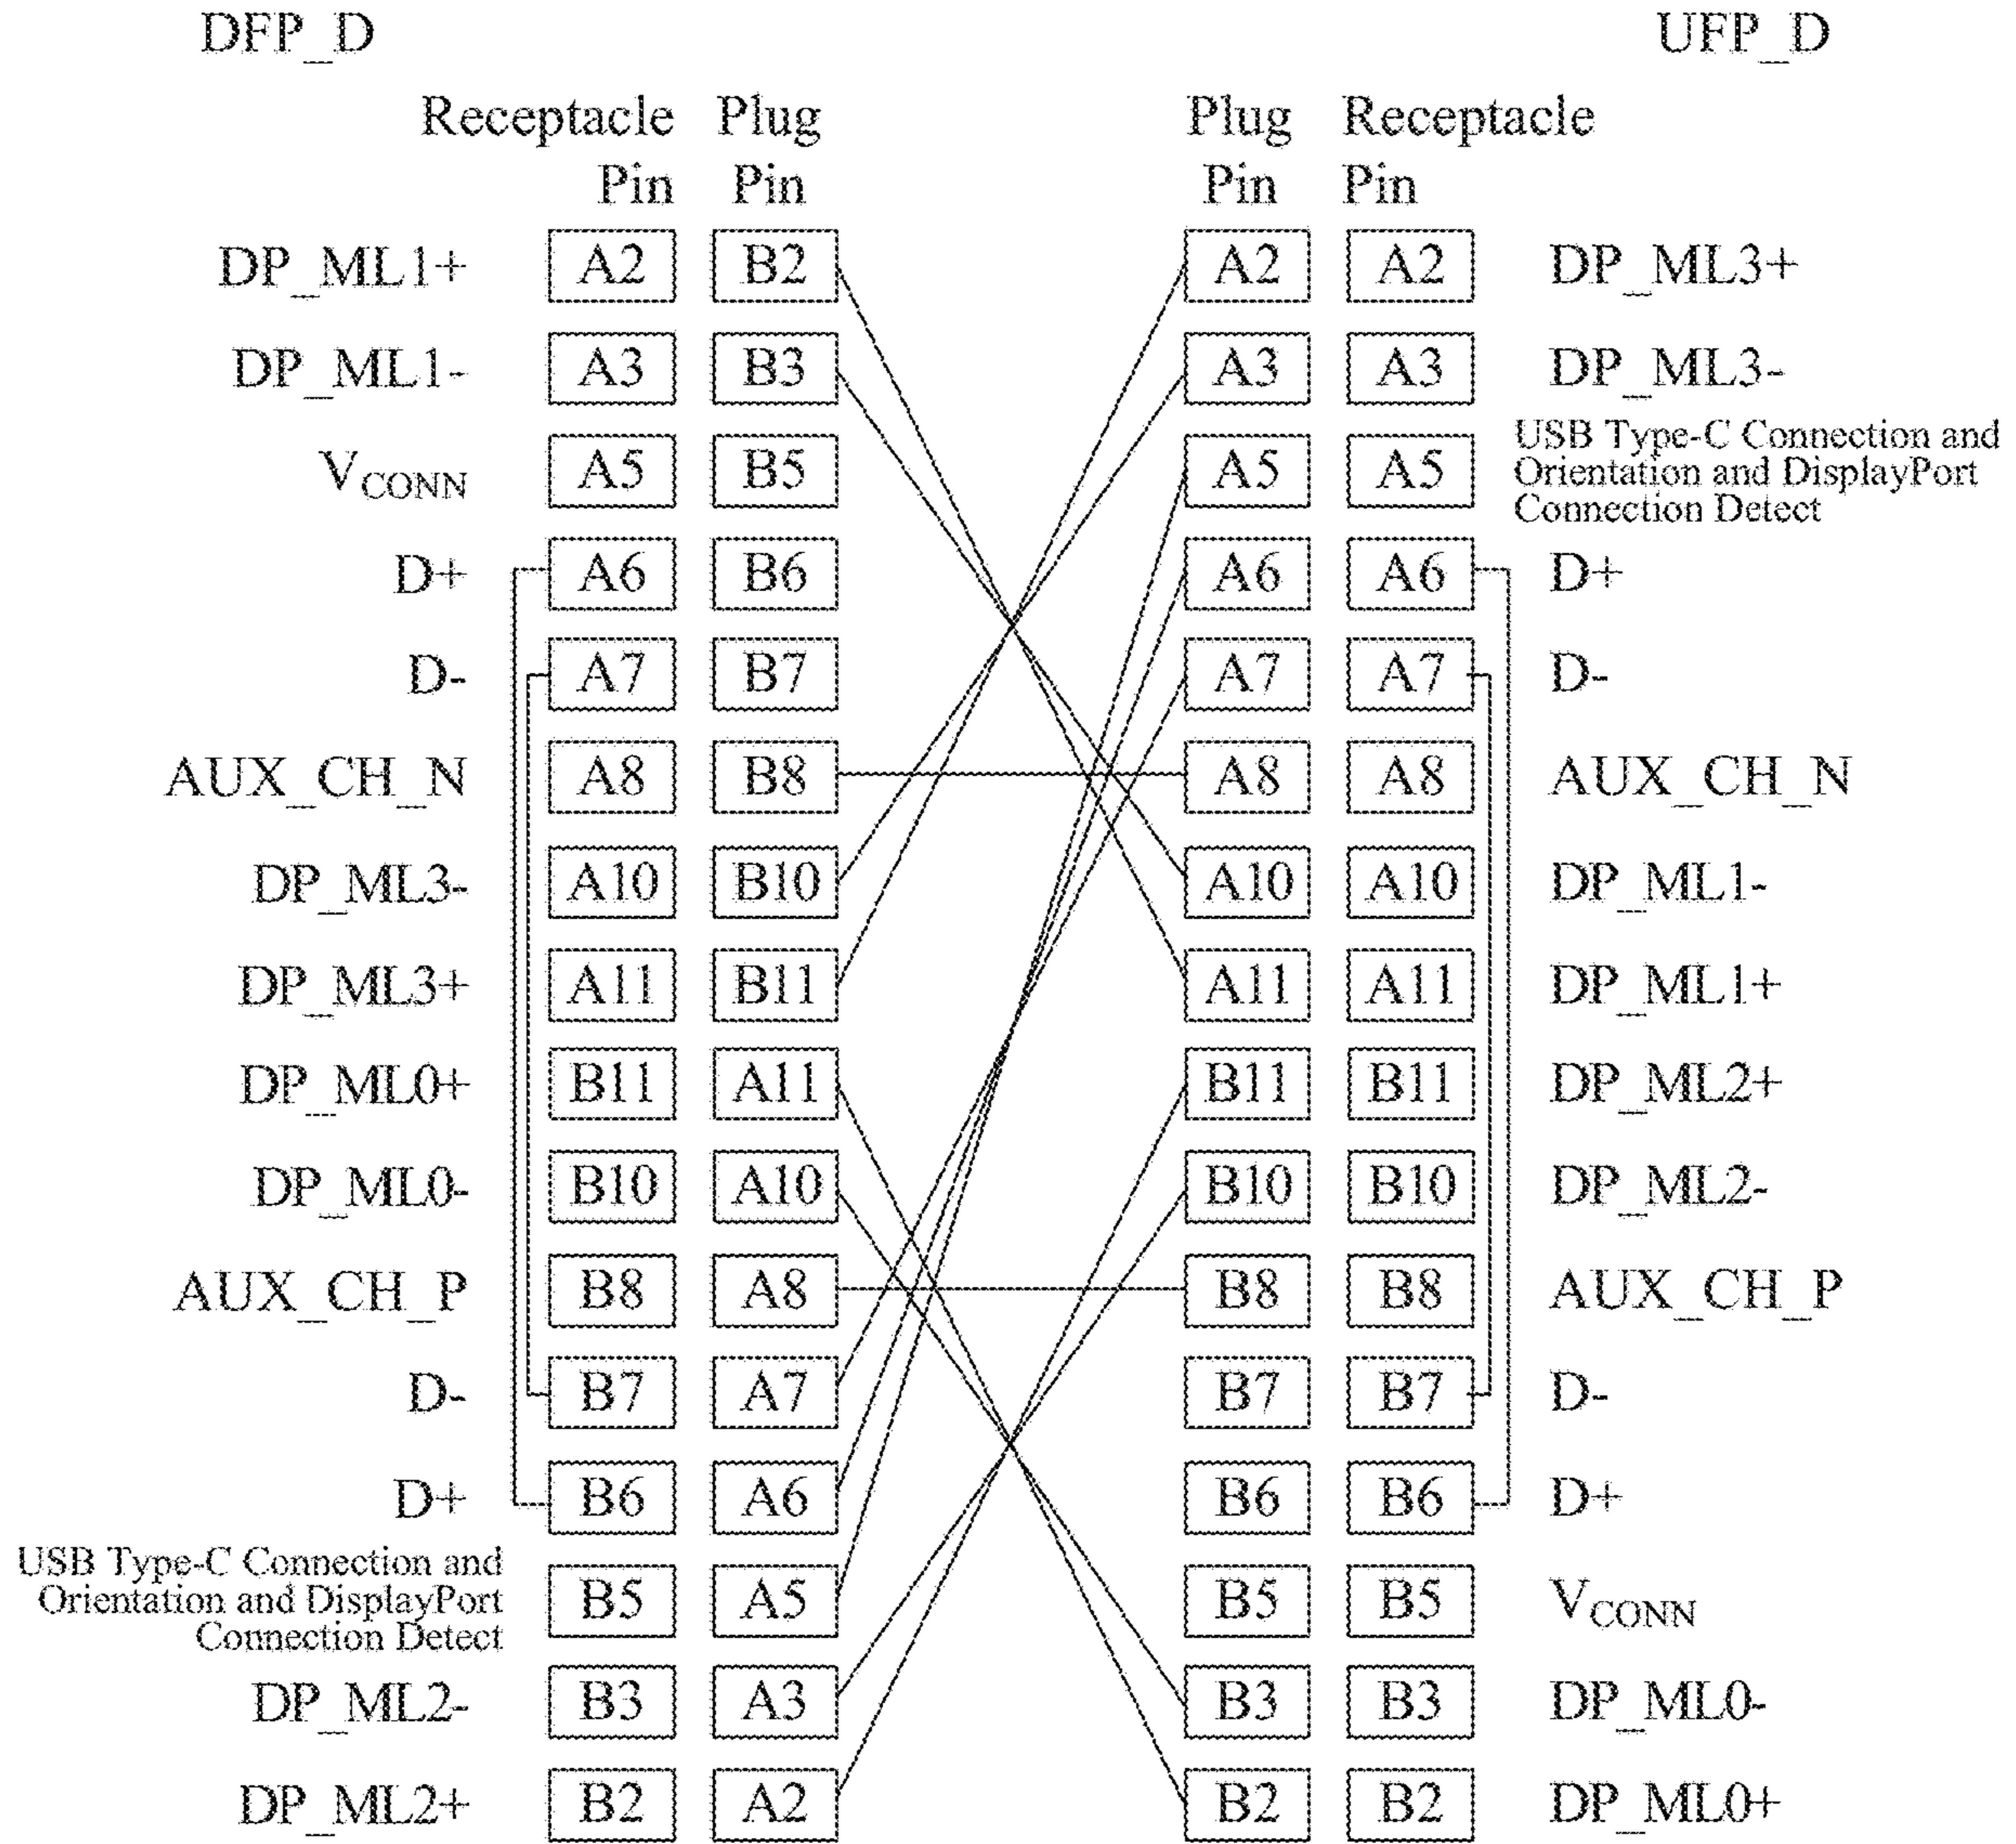 DFP_D UFP_D
Receptacle Plug Plug Receptacle
Pin Pin Pin Pin
DP_ML1+ A2 B2 A2 A2 DP_ML3+
DP_ML1- A3 B3 A3 A3 DP_ML3-
VCONN A5 B5 A5 A5 USB Type-C Connection and
Orientation and DisplayPort
Connection Detect
D+ A6 B6 A6 A6 D+
D- A7 B7 A7 A7 D-
AUX_CH_N A8 B8 A8 A8 AUX_CH_N
DP_ML3- A10 B10 A10 A10 DP_ML1-
DP_ML3+ A11 B11 A11 A11 DP_ML1+
DP_ML0+ B11 A11 B11 B11 DP_ML2+
DP_ML0- B10 A10 B10 B10 DP_ML2-
AUX_CH_P B8 A8 B8 B8 AUX_CH_P
D- B7 A7 B7 B7 D-
D+ B6 A6 B6 B6 D+
USB Type-C Connection and
Orientation and DisplayPort
Connection Detect B5 A5 B5 B5 VCONN
DP_ML2- B3 A3 B3 B3 DP_ML0-
DP_ML2+ B2 A2 B2 B2 DP_ML0+